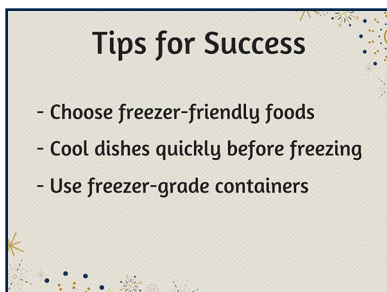 Tips for Success
- Choose freezer-friendly foods
- Cool dishes quickly before freezing
- Use freezer-grade containers